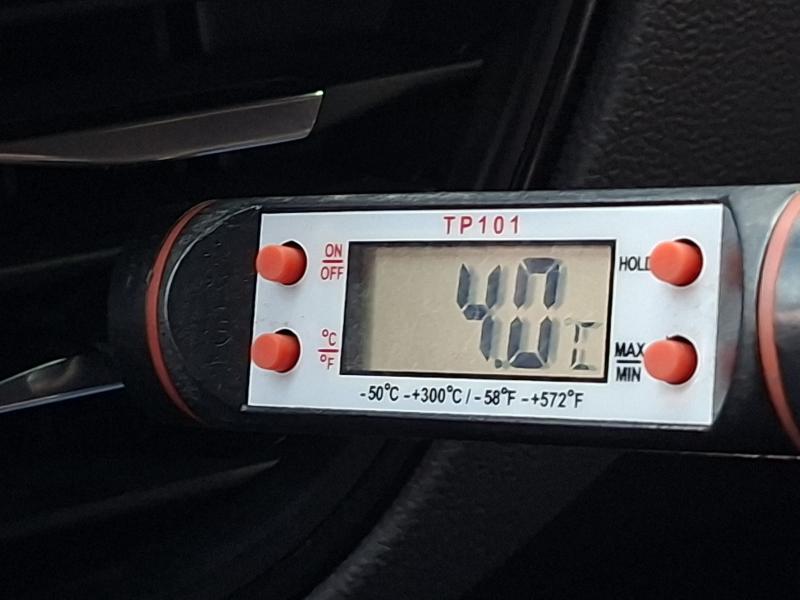 TP101
ON
OFF
HOLD
4.0℃
°C
°F
MAX
MIN
-50°C -+300°C / -58°F -+572°F